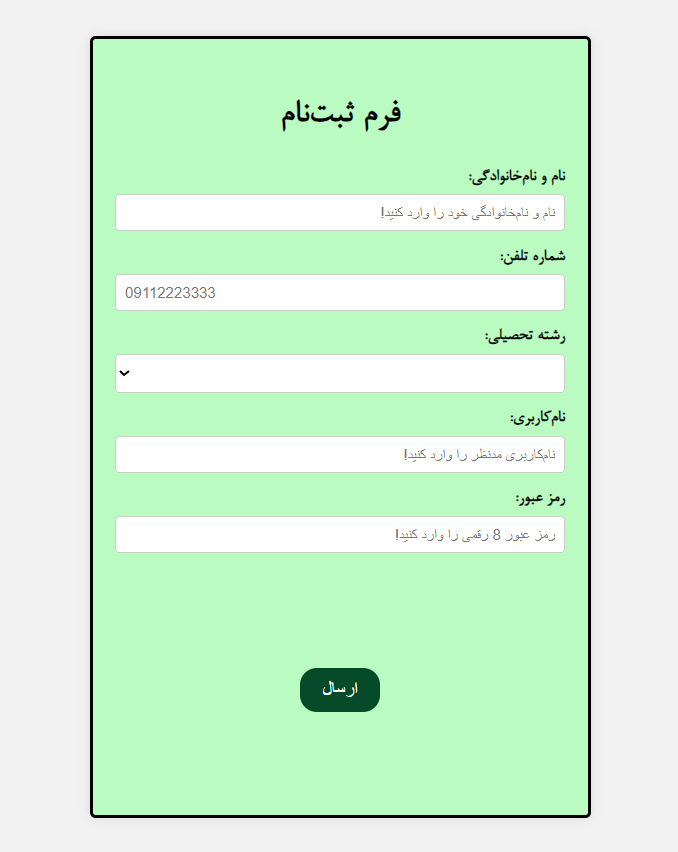 فرم ثبت‌نام
نام و نام‌خانوادگی:
نام و نام‌خانوادگی خود را وارد کنید!
شماره تلفن:
09112223333
رشته تحصیلی:
نام‌کاربری:
نام‌کاربری مدنظر را وارد کنید!
رمز عبور:
رمز عبور 8 رقمی را وارد کنید!
ارسال